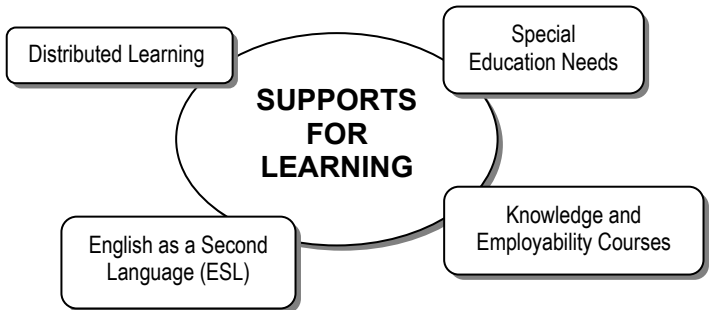 Distributed Learning
Special
Education Needs
SUPPORTS
FOR
LEARNING
English as a Second
Language (ESL)
Knowledge and
Employability Courses